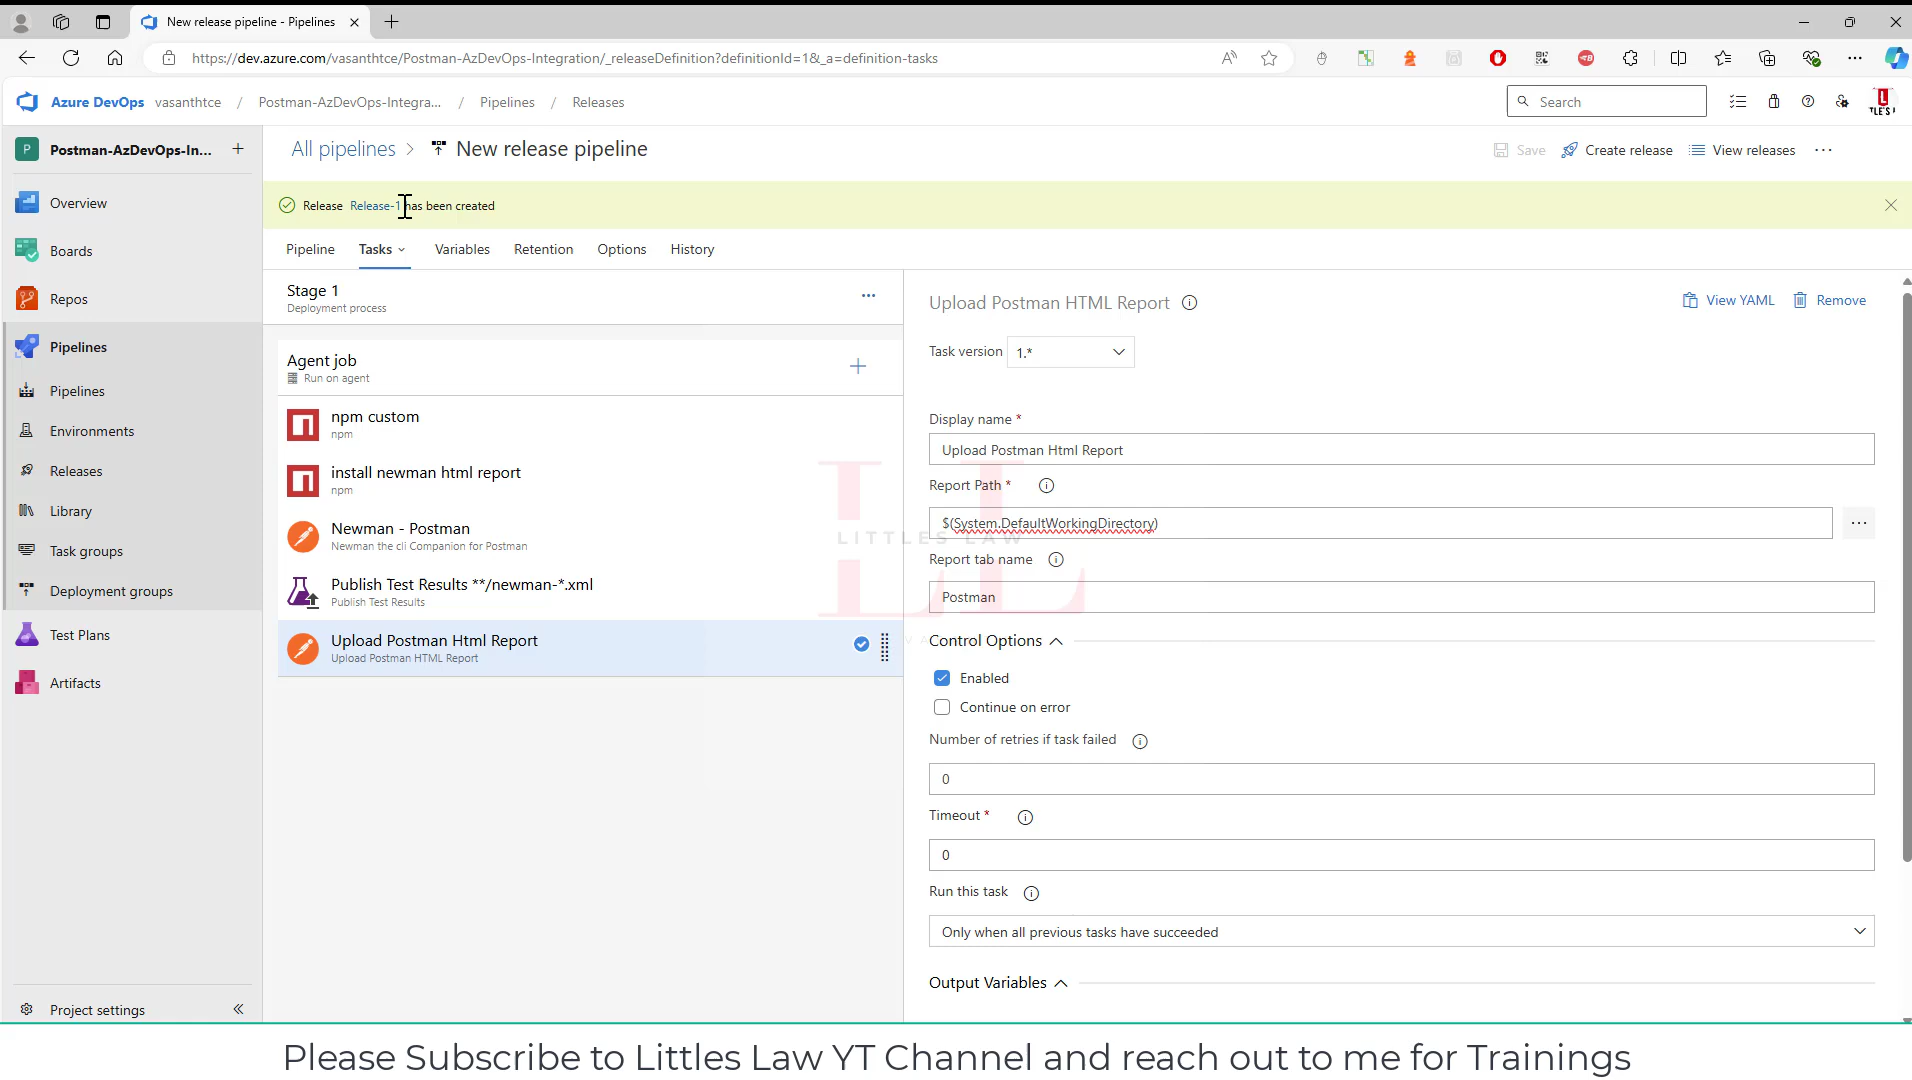 New release pipeline - Pipelines
https://dev.azure.com/vasanthtce/Postman-AzDevOps-Integration/_releaseDefinition?definitionId=1&_a=definition-tasks
Azure DevOps vasanthtce / Postman-AzDevOps-Integra... / Pipelines / Releases
Search
P Postman-AzDevOps-In...
All pipelines > New release pipeline
Save Create release View releases
Overview
Release Release-1 has been created
Pipeline Tasks Variables Retention Options History
Boards
Repos
Pipelines
Pipelines
Environments
Releases
Library
Task groups
Deployment groups
Test Plans
Artifacts
Project settings
Stage 1
Deployment process
Agent job
Run on agent
npm custom
npm
install newman html report
npm
Newman - Postman
Newman the cli Companion for Postman
Publish Test Results **/newman-*.xml
Publish Test Results
Upload Postman Html Report
Upload Postman HTML Report
Upload Postman HTML Report
View YAML Remove
Task version 1.*
Display name *
Upload Postman Html Report
Report Path *
$(System.DefaultWorkingDirectory)
Report tab name
Postman
Control Options
Enabled
Continue on error
Number of retries if task failed
0
Timeout *
0
Run this task
Only when all previous tasks have succeeded
Output Variables
LL
LITTLES LAW
Please Subscribe to Littles Law YT Channel and reach out to me for Trainings